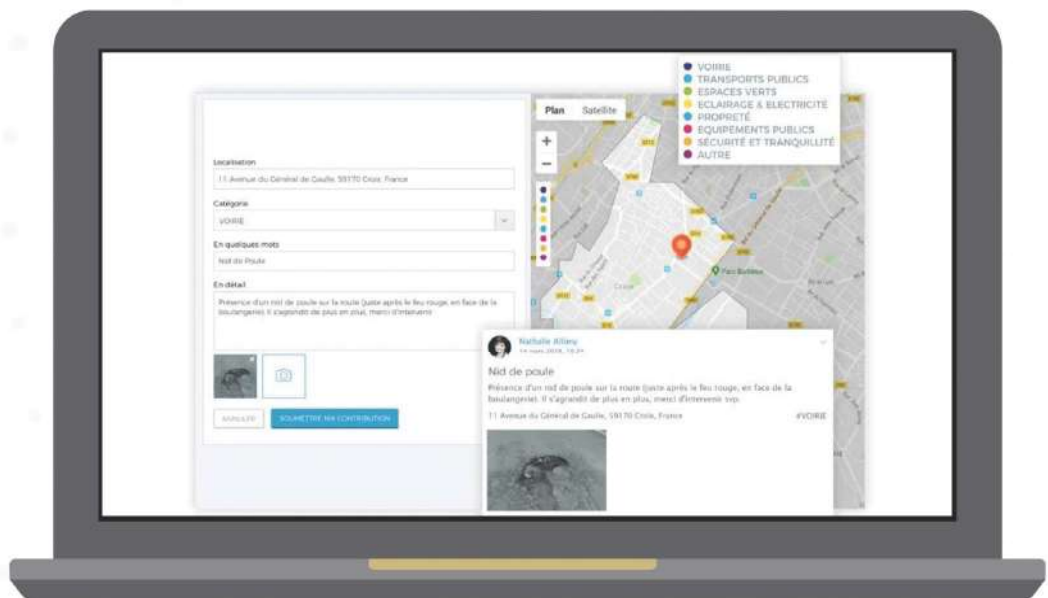 VOIRIE
TRANSPORTS PUBLICS
ESPACES VERTS
ECLAIRAGE & ELECTRICITÉ
PROPRETÉ
EQUIPEMENTS PUBLICS
SÉCURITÉ ET TRANQUILLITÉ
AUTRE
Plan Satellite
Localisation
11 Avenue du Général de Gaulle, 59170 Croix, France
Catégorie
VOIRIE
En quelques mots
Nid de Poule
En détail
Présence d'un nid de poule sur la route (juste après le feu rouge, en face de la
boulangerie). Il s'agrandit de plus en plus, merci d'intervenir
ANNULER
SOUMETTRE MA CONTRIBUTION
Parc Barbieux
Croix
Nathalie
14 mars 2018,
Nid de poule
Présence d'un nid de poule sur la route (juste après le feu rouge, en face de la
boulangerie). Il s'agrandit de plus en plus, merci d'intervenir svp.
11 Avenue du Général de Gaulle, 59170 Croix, France
#VOIRIE